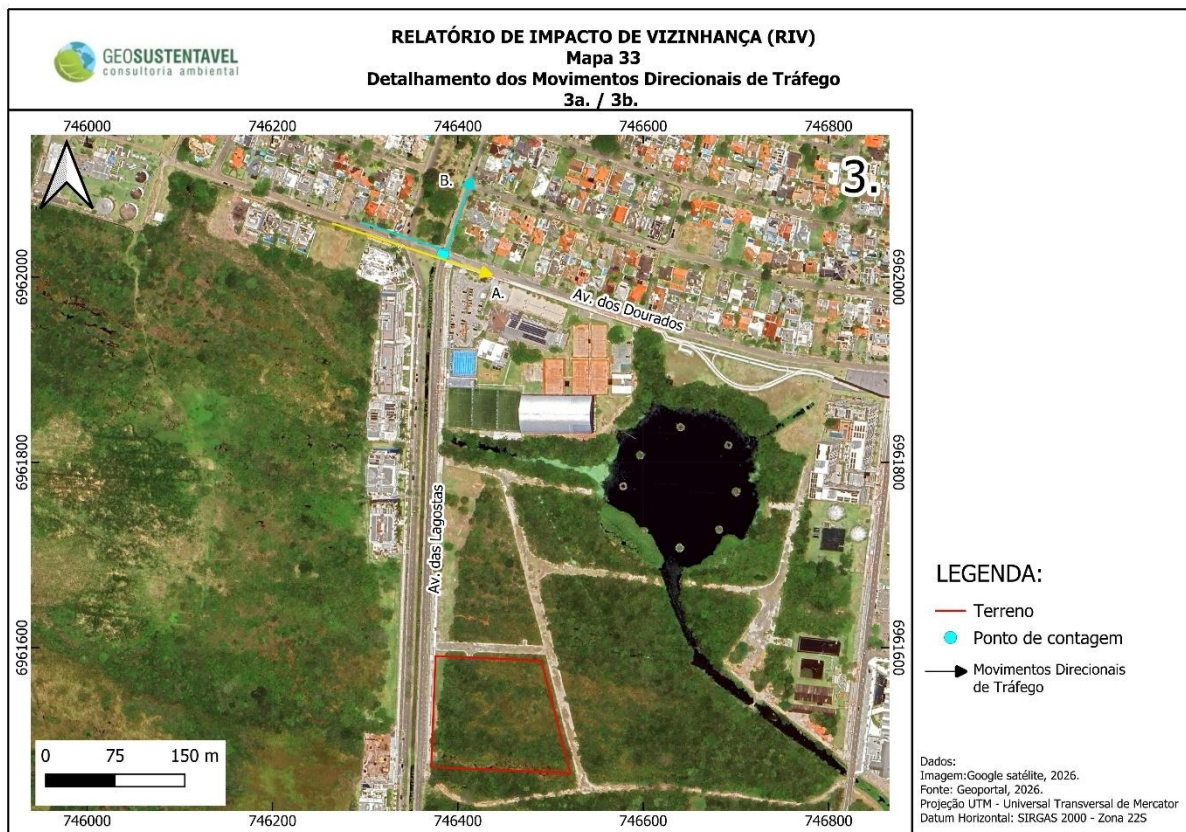 GEOSUSTENTAVEL
consultoria ambiental
RELATÓRIO DE IMPACTO DE VIZINHANÇA (RIV)
Mapa 33
Detalhamento dos Movimentos Direcionais de Tráfego
3a. / 3b.
746000 746200 746400 746600 746800
3.
B.
A.
6962000
6962000
Av. dos Dourados
6961800
6961800
Av. das Lagostas
6961600
6961600
0 75 150 m
746000 746200 746400 746600 746800
LEGENDA:
Terreno
Ponto de contagem
Movimentos Direcionais
de Tráfego
Dados:
Imagem:Google satélite, 2026.
Fonte: Geoportal, 2026.
Projeção UTM - Universal Transversal de Mercator
Datum Horizontal: SIRGAS 2000 - Zona 22S